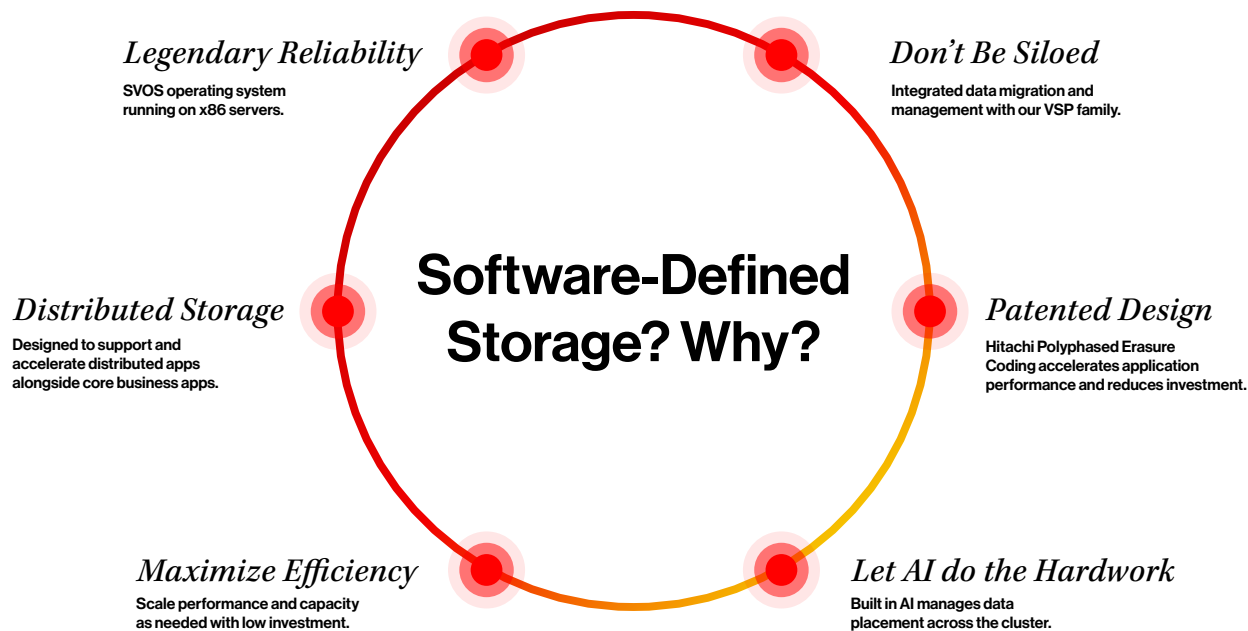 Legendary Reliability
SVOS operating system
running on x86 servers.
Don’t Be Siloed
Integrated data migration and
management with our VSP family.
Software-Defined
Storage? Why?
Distributed Storage
Designed to support and
accelerate distributed apps
alongside core business apps.
Patented Design
Hitachi Polyphased Erasure
Coding accelerates application
performance and reduces investment.
Maximize Efficiency
Scale performance and capacity
as needed with low investment.
Let AI do the Hardwork
Built in AI manages data
placement across the cluster.